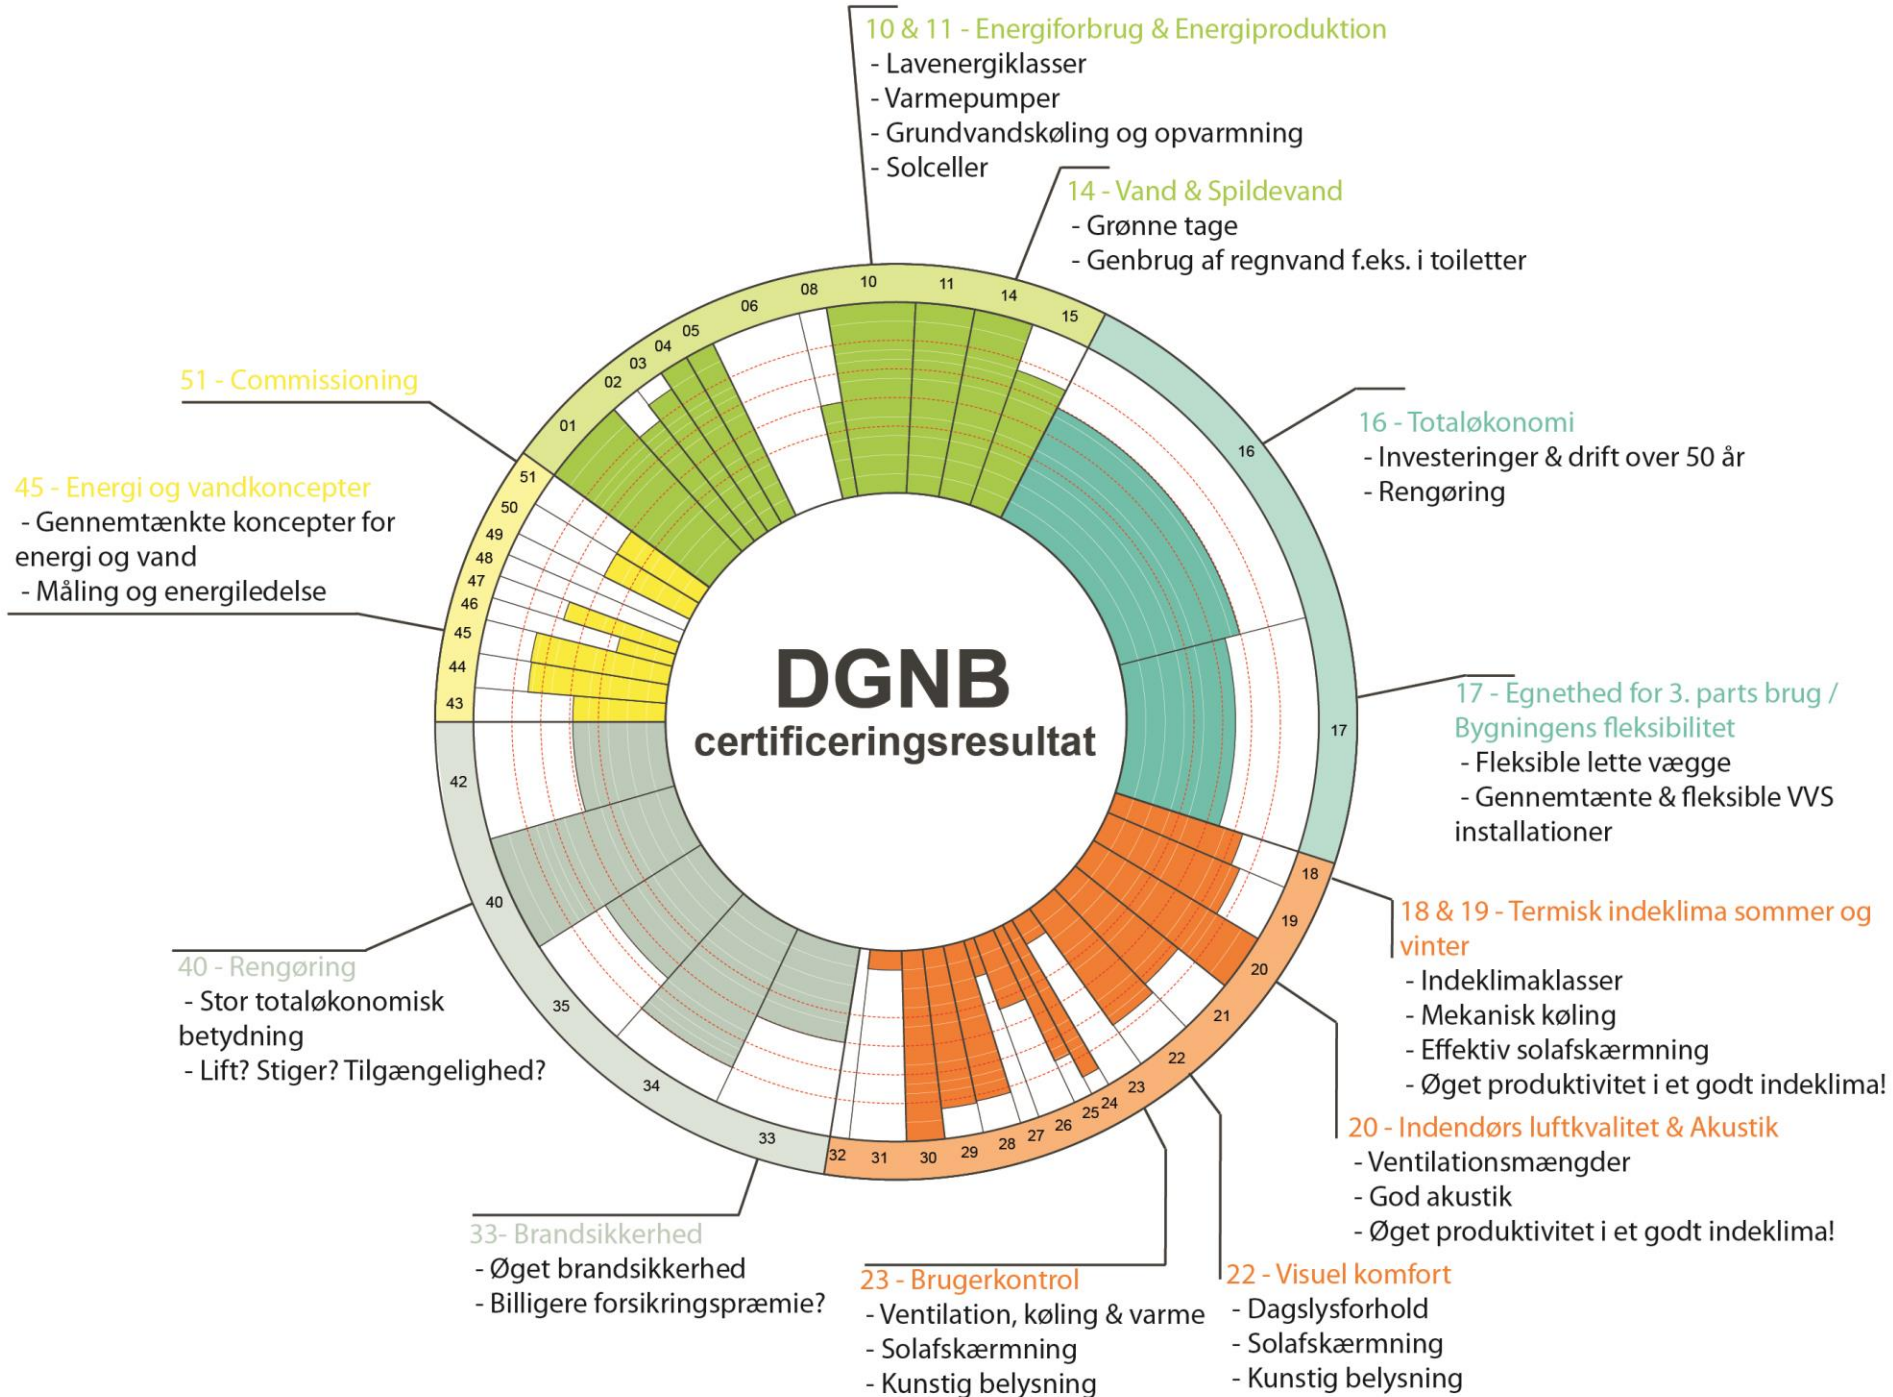 10 & 11 - Energiforbrug & Energiproduktion
- Lavenergiklasser
- Varmepumper
- Grundvandskøling og opvarmning
- Solceller
14 - Vand & Spildevand
- Grønne tage
- Genbrug af regnvand f.eks. i toiletter
16 - Totaløkonomi
- Investeringer & drift over 50 år
- Rengøring
17 - Egnethed for 3. parts brug /
Bygningens fleksibilitet
- Fleksible lette vægge
- Gennemtænte & fleksible VVS
installationer
18 & 19 - Termisk indeklima sommer og
vinter
- Indeklimaklasser
- Mekanisk køling
- Effektiv solafskærmning
- Øget produktivitet i et godt indeklima!
20 - Indendørs luftkvalitet & Akustik
- Ventilationsmængder
- God akustik
- Øget produktivitet i et godt indeklima!
22 - Visuel komfort
- Dagslysforhold
- Solafskærmning
- Kunstig belysning
23 - Brugerkontrol
- Ventilation, køling & varme
- Solafskærmning
- Kunstig belysning
33- Brandsikkerhed
- Øget brandsikkerhed
- Billigere forsikringspræmie?
40 - Rengøring
- Stor totaløkonomisk
betydning
- Lift? Stiger? Tilgængelighed?
45 - Energi og vandkoncepter
- Gennemtænkte koncepter for
energi og vand
- Måling og energiledelse
51 - Commissioning
DGNB
certificeringsresultat
01
02
03
04
05
06
08
10
11
14
15
16
17
18
19
20
21
22
23
24
25
26
27
28
29
30
31
32
33
34
35
40
42
43
44
45
46
47
48
49
50
51